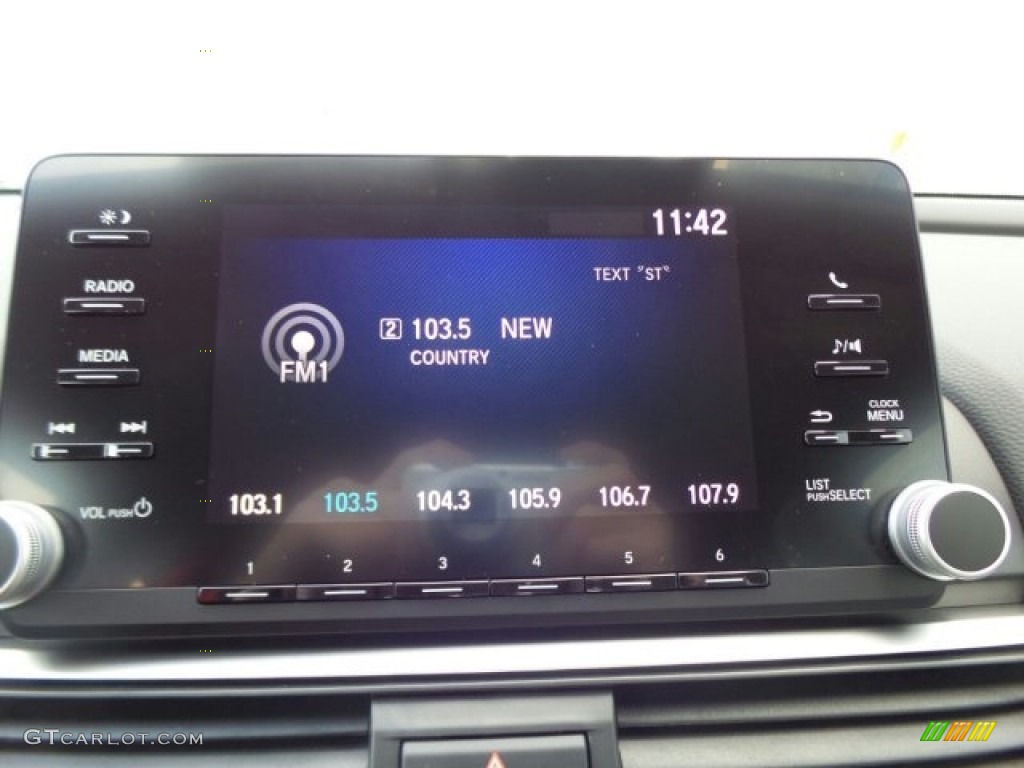 11:42
TEXT "ST"
RADIO
2 103.5 NEW
COUNTRY
FM1
MEDIA
CLOCK
MENU
LIST
PUSH SELECT
VOL PUSH
103.1 103.5 104.3 105.9 106.7 107.9
1 2 3 4 5 6
GTCARLOT.COM